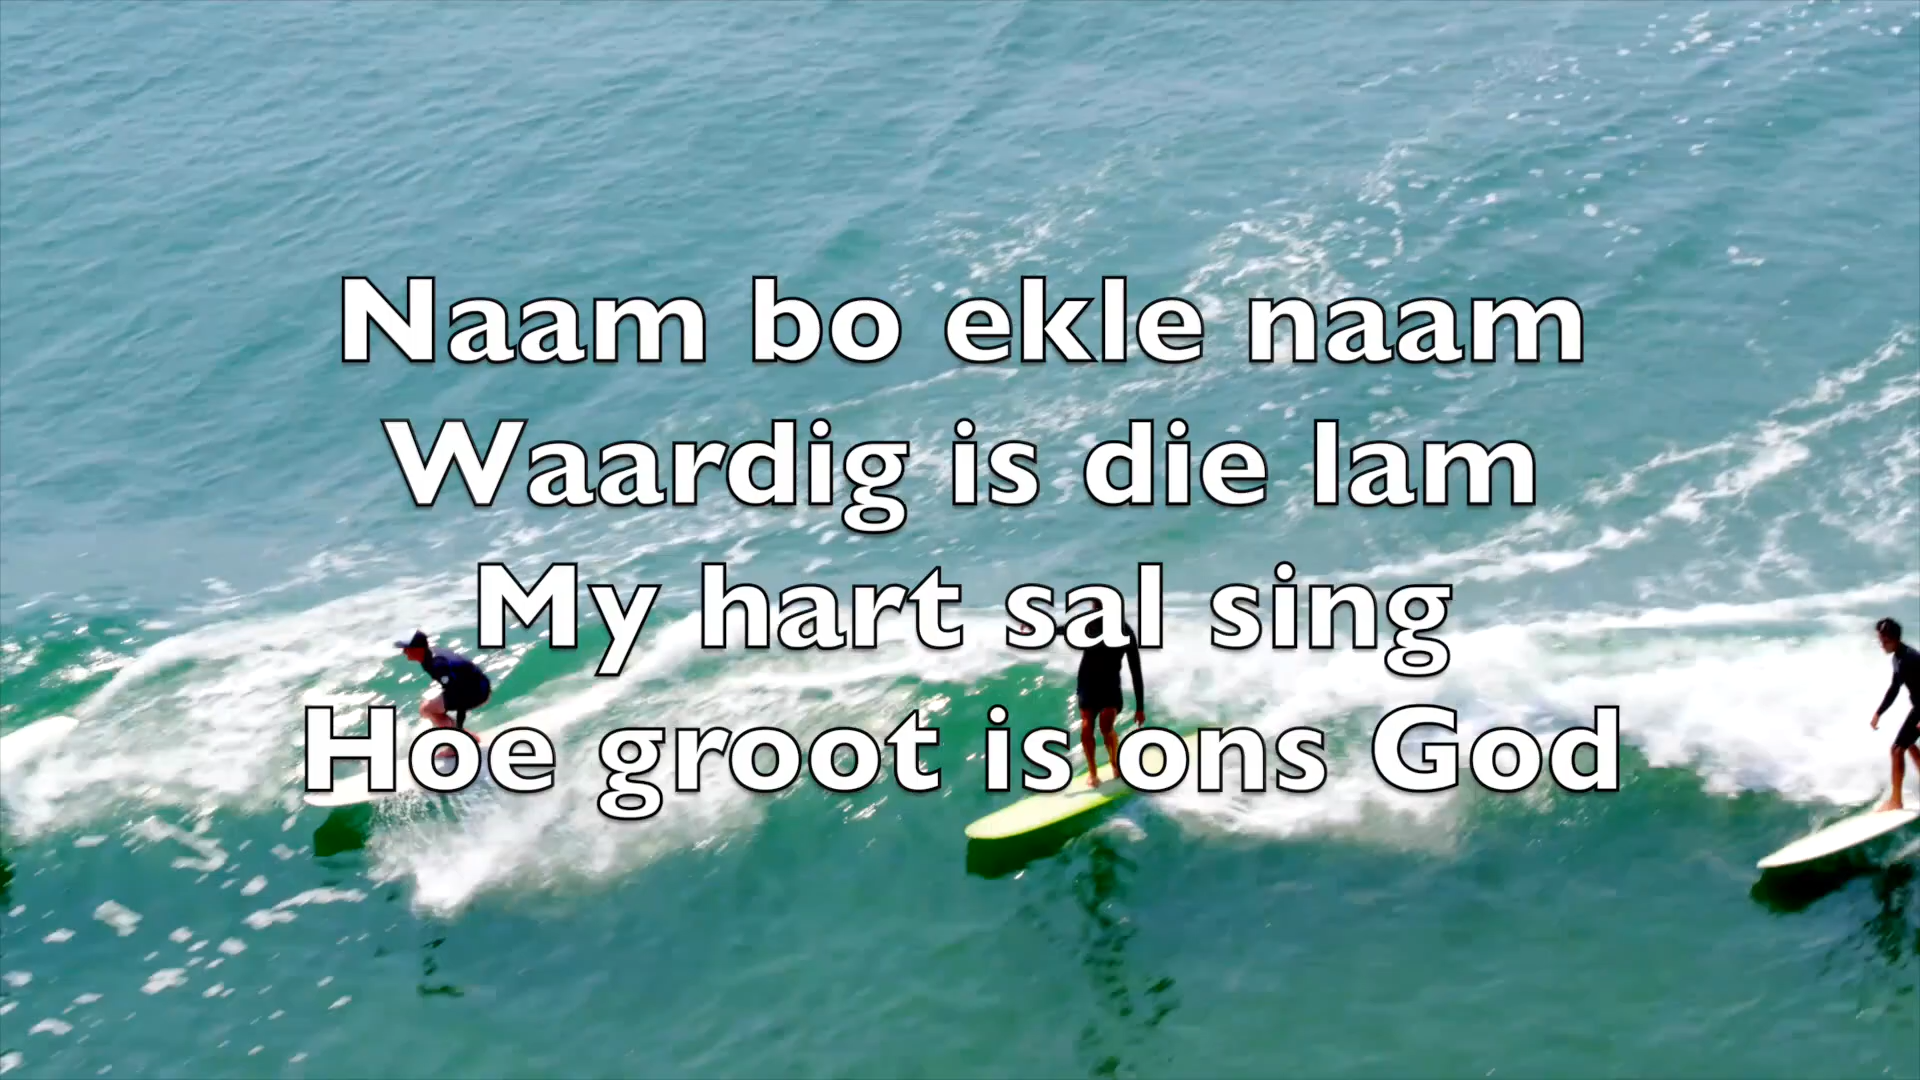 Naam bo ekle naam
Waardig is die lam
My hart sal sing
Hoe groot is ons God